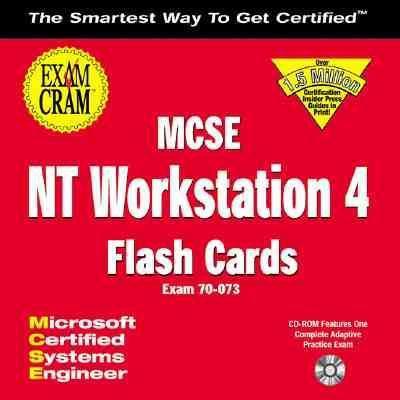 The Smartest Way To Get Certified™
EXAM
CRAM™
Over
1.5 Million
Certification
Insider Press
Guides in
Print!
MCSE
NT Workstation 4
Flash Cards
Exam 70-073
Microsoft
Certified
Systems
Engineer
CD-ROM Features One
Complete Adaptive
Practice Exam